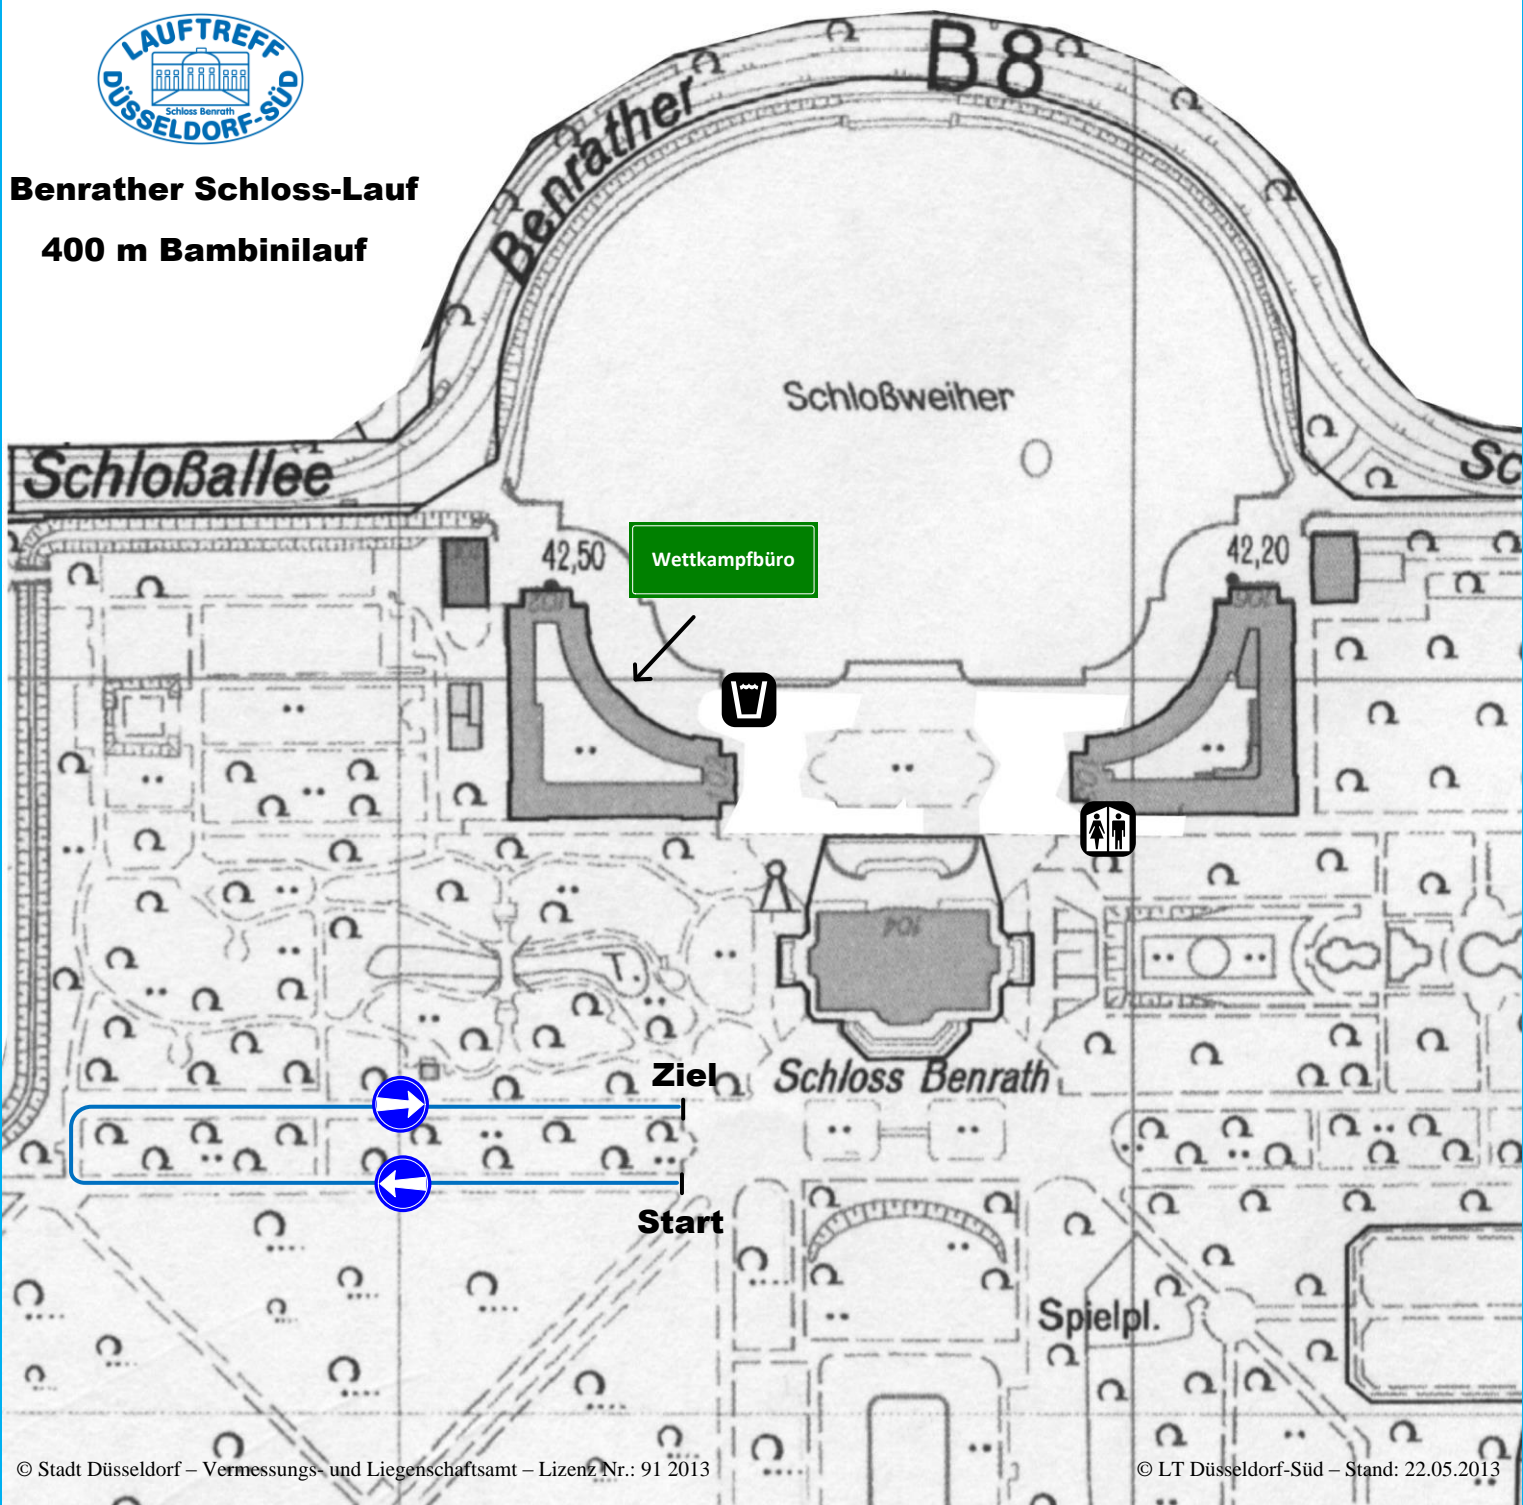 LAUFTREFF
Schloss Benrath
DÜSSELDORF-SÜD
Benrather Schloss-Lauf
400 m Bambinilauf
B8
Benrather
Schloßweiher
Schloßallee
Sc
42,50
Wettkampfbüro
42,20
104
T.
Ziel
Schloss Benrath
Start
Spielpl.
© Stadt Düsseldorf – Vermessungs- und Liegenschaftsamt – Lizenz Nr.: 91 2013
© LT Düsseldorf-Süd – Stand: 22.05.2013